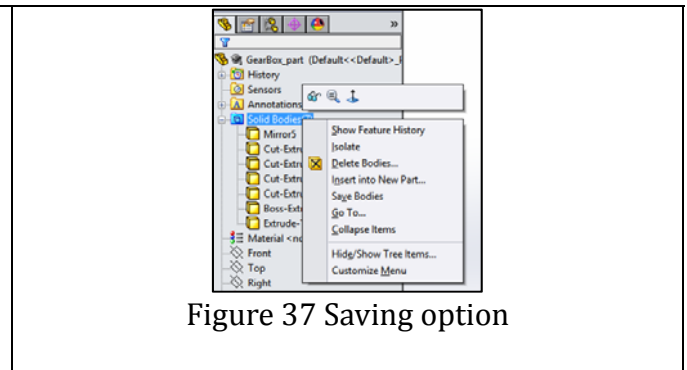 »
GearBox_part (Default<<Default>_
History
Sensors
Annotations
Solid Bodies
Show Feature History
Mirror5
Isolate
Cut-Extru
Delete Bodies...
Cut-Extr
Insert into New Part...
Cut-Extr
Save Bodies
Cut-Extr
Go To...
Boss-Extr
Collapse Items
Extrude-
Material <no
Hide/Show Tree Items...
Front
Customize Menu
Top
Right
Figure 37 Saving option